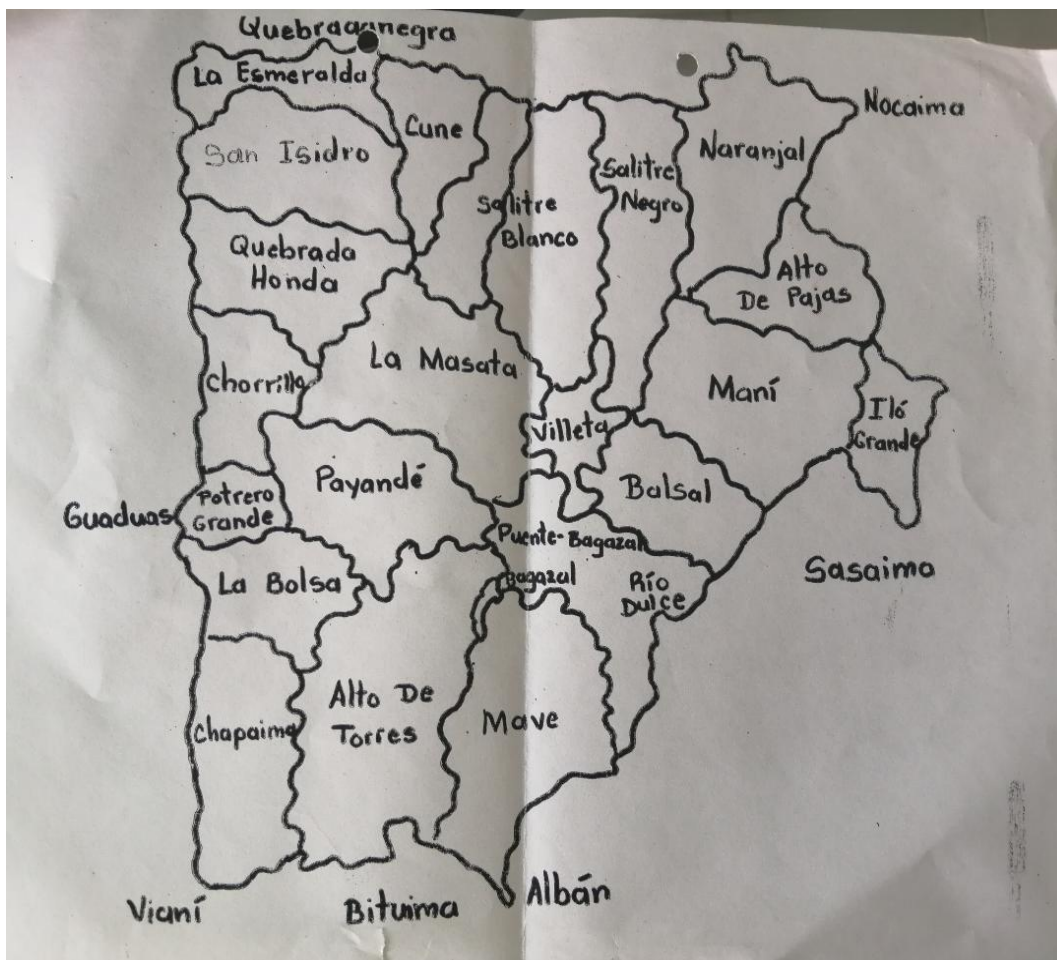 Quebradanegra
La Esmeralda
Cune
San Isidro
Nocaima
Naranjal
Salitre
Negro
Salitre
Blanco
Quebrada
Honda
Alto
De Pajas
La Masata
Chorrillo
Maní
Iló
Grande
Villeta
Payandé
Balsal
Potrero
Grande
Guaduas
Puente-Bagazal
Bagazal
Río
Dulce
Sasaima
La Bolsa
Alto De
Torres
Mave
Chapaima
Vianí
Bituima
Albán